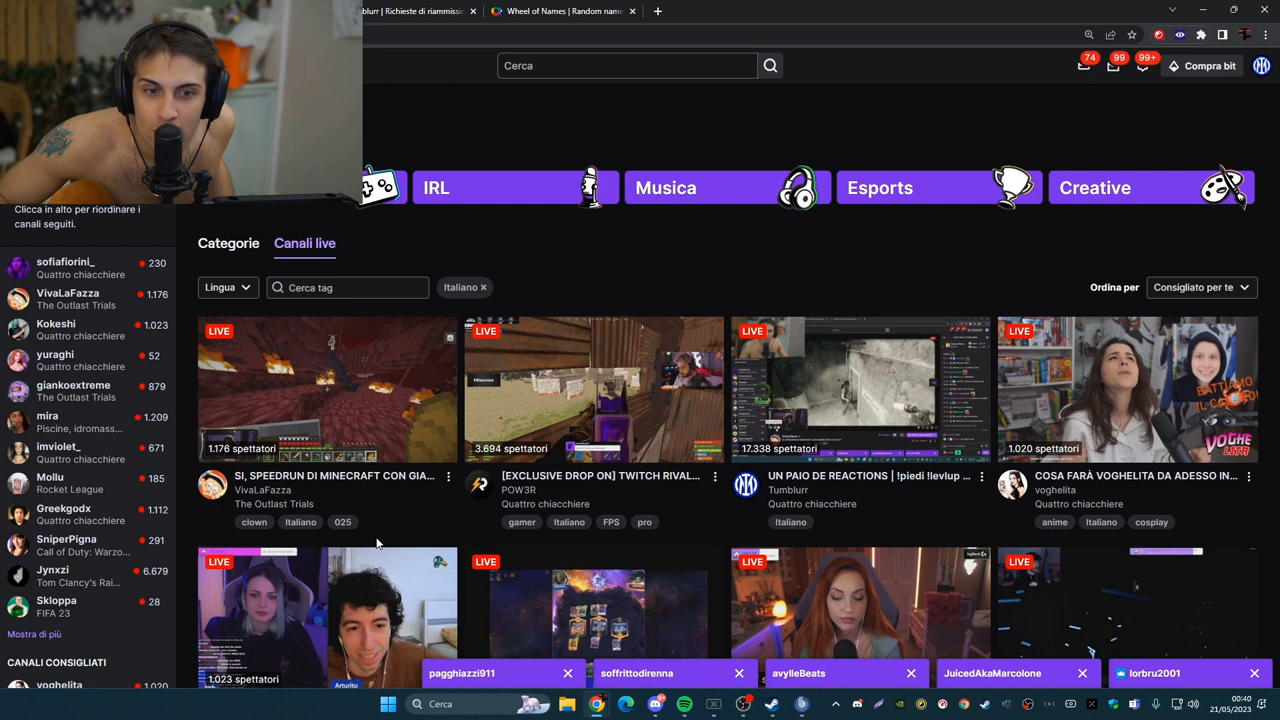 blurr | Richieste di riammissi
Wheel of Names | Random name
Cerca
74
99
99+
Compra bit
IRL
Musica
Esports
Creative
Clicca in alto per riordinare i
canali seguiti.
Categorie
Canali live
Lingua
Cerca tag
Italiano
Ordina per
Consigliato per te
sofiafiorini_
230
Quattro chiacchiere
VivaLaFazza
1.176
The Outlast Trials
Kokeshi
1.023
Quattro chiacchiere
yuraghi
52
Quattro chiacchiere
giankoextreme
879
The Outlast Trials
mira
1.209
Piscine, idromass...
imviolet_
671
Quattro chiacchiere
Mollu
185
Rocket League
Greekgodx
1.112
Quattro chiacchiere
SniperPigna
291
Call of Duty: Warzo...
Jynxzi
6.679
Tom Clancy's Rai...
Skloppa
28
FIFA 23
Mostra di più
CANALI CONSIGLIATI
voghelita
1.020
LIVE
1.176 spettatori
SI, SPEEDRUN DI MINECRAFT CON GIA...
VivaLaFazza
The Outlast Trials
clown
Italiano
025
LIVE
3.694 spettatori
[EXCLUSIVE DROP ON] TWITCH RIVAL...
POW3R
Quattro chiacchiere
gamer
Italiano
FPS
pro
LIVE
17.338 spettatori
UN PAIO DE REACTIONS | !piedi !levlup ...
Tumblurr
Quattro chiacchiere
Italiano
LIVE
VOGHE
LITA
1.020 spettatori
COSA FARÀ VOGHELITA DA ADESSO IN...
voghelita
Quattro chiacchiere
anime
Italiano
cosplay
LIVE
1.023 spettatori
Arturito
LIVE
LIVE
logitech G
LIVE
pagghiazzi911
soffrittodirenna
avylleBeats
JuicedAkaMarcolone
lorbru2001
Cerca
9+
00:40
21/05/2023